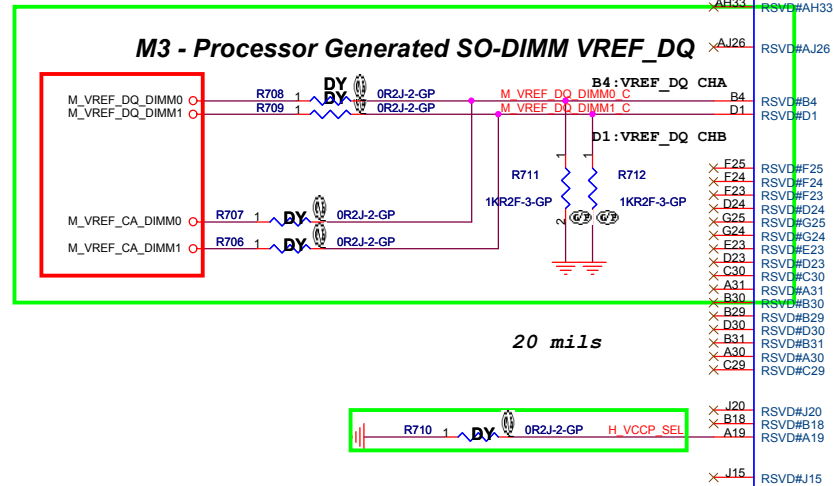 AH33 RSVD#AH33
M3 - Processor Generated SO-DIMM VREF_DQ
AJ26 RSVD#AJ26
DY
B4:VREF_DQ CHA
M_VREF_DQ_DIMM0 R708 1 DY 0R2J-2-GP M_VREF_DQ_DIMM0_C B4 RSVD#B4
M_VREF_DQ_DIMM1 R709 1 0R2J-2-GP M_VREF_DQ_DIMM1_C D1 RSVD#D1
D1:VREF_DQ CHB
1 1
R711 R712
1KR2F-3-GP 1KR2F-3-GP
2
E25 RSVD#F25
F24 RSVD#F24
F23 RSVD#F23
D24 RSVD#D24
G25 RSVD#G25
G24 RSVD#G24
E23 RSVD#E23
D23 RSVD#D23
C30 RSVD#C30
A31 RSVD#A31
B30 RSVD#B30
B29 RSVD#B29
D30 RSVD#D30
B31 RSVD#B31
A30 RSVD#A30
C29 RSVD#C29
M_VREF_CA_DIMM0 R707 1 DY 0R2J-2-GP
M_VREF_CA_DIMM1 R706 1 DY 0R2J-2-GP
20 mils
J20 RSVD#J20
B18 RSVD#B18
R710 1 DY 0R2J-2-GP H_VCCP_SEL A19 RSVD#A19
J15 RSVD#J15